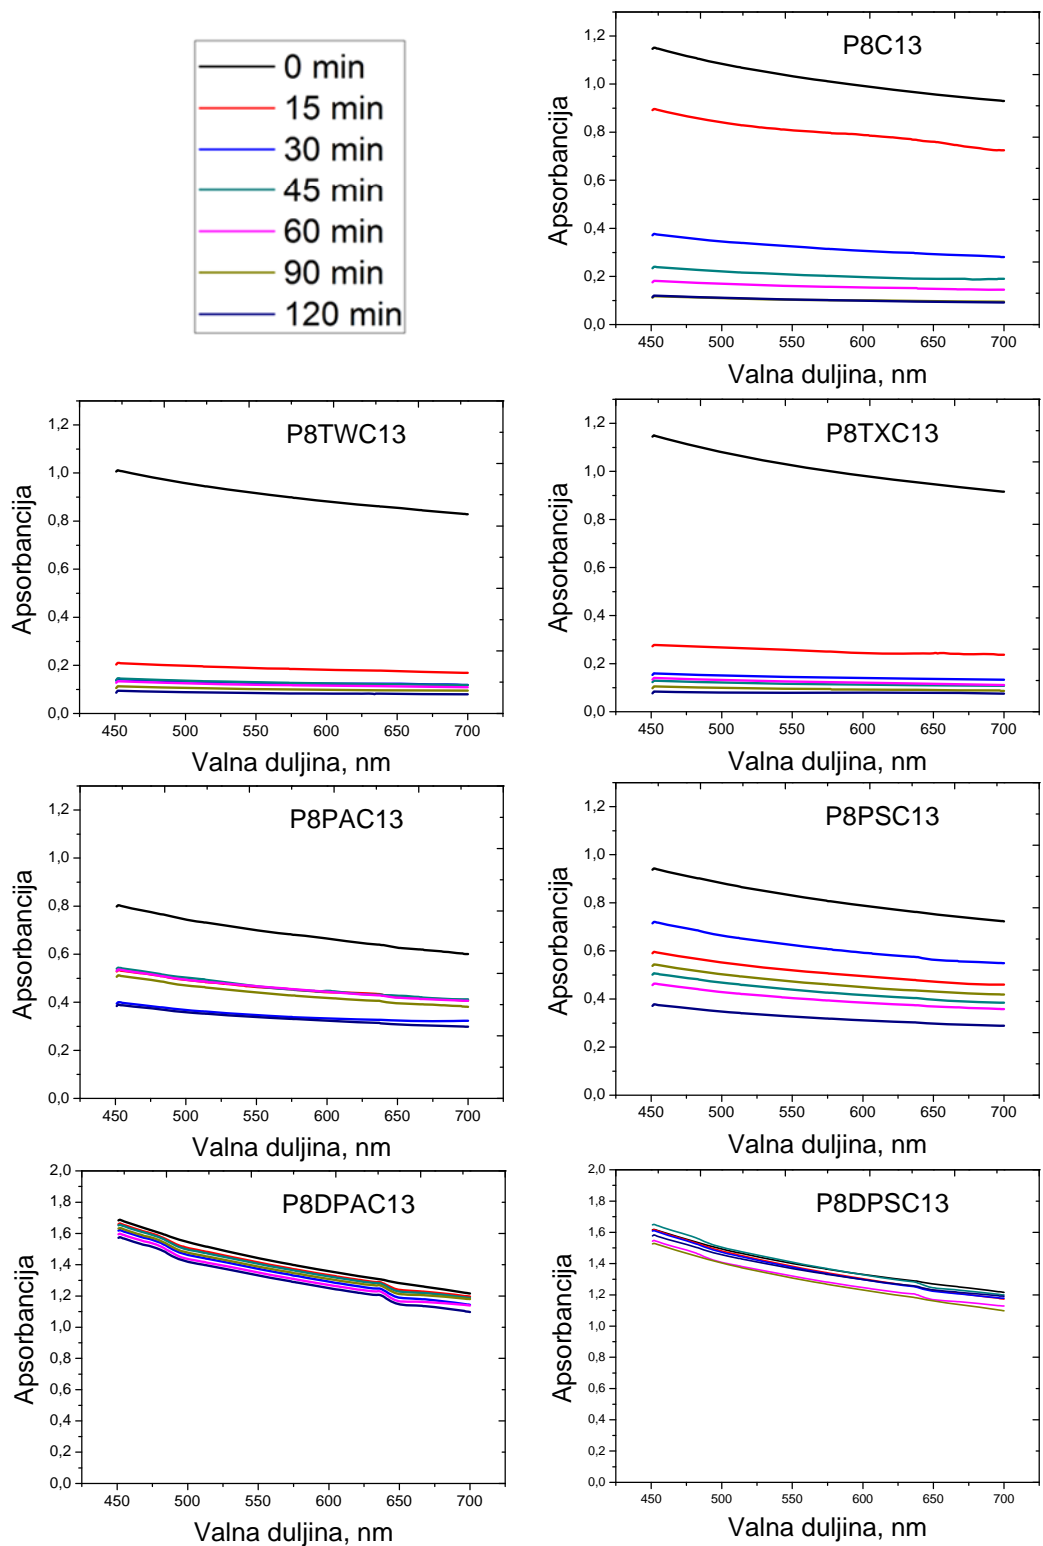 0 min
15 min
30 min
45 min
60 min
90 min
120 min
P8C13
Apsorbancija
1,2
1,0
0,8
0,6
0,4
0,2
0,0
450 500 550 600 650 700
Valna duljina, nm
P8TWC13
Apsorbancija
1,2
1,0
0,8
0,6
0,4
0,2
0,0
450 500 550 600 650 700
Valna duljina, nm
P8TXC13
Apsorbancija
1,2
1,0
0,8
0,6
0,4
0,2
0,0
450 500 550 600 650 700
Valna duljina, nm
P8PAC13
Apsorbancija
1,2
1,0
0,8
0,6
0,4
0,2
0,0
450 500 550 600 650 700
Valna duljina, nm
P8PSC13
Apsorbancija
1,2
1,0
0,8
0,6
0,4
0,2
0,0
450 500 550 600 650 700
Valna duljina, nm
P8DPAC13
Apsorbancija
2,0
1,8
1,6
1,4
1,2
1,0
0,8
0,6
0,4
0,2
0,0
450 500 550 600 650 700
Valna duljina, nm
P8DPSC13
Apsorbancija
2,0
1,8
1,6
1,4
1,2
1,0
0,8
0,6
0,4
0,2
0,0
450 500 550 600 650 700
Valna duljina, nm